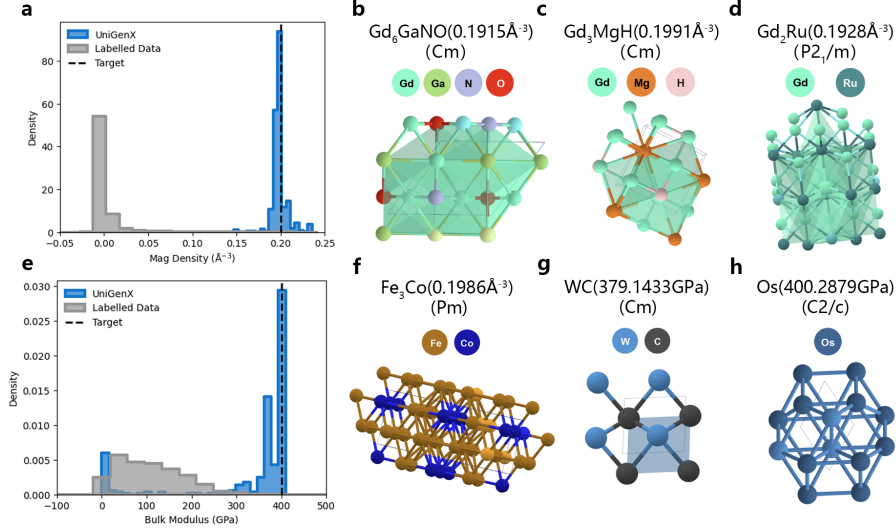 a
UniGenX
Labelled Data
Target
Density
80
60
40
20
0
−0.05
0.00
0.05
0.10
0.15
0.20
0.25
Mag Density (Å⁻³)
b
Gd₆GaNO(0.1915Å⁻³)
(Cm)
Gd
Ga
N
O
c
Gd₃MgH(0.1991Å⁻³)
(Cm)
Gd
Mg
H
d
Gd₂Ru(0.1928Å⁻³)
(P2₁/m)
Gd
Ru
e
UniGenX
Labelled Data
Target
Density
0.030
0.025
0.020
0.015
0.010
0.005
0.000
−100
0
100
200
300
400
500
Bulk Modulus (GPa)
f
Fe₃Co(0.1986Å⁻³)
(Pm)
Fe
Co
g
WC(379.1433GPa)
(Cm)
W
C
h
Os(400.2879GPa)
(C2/c)
Os